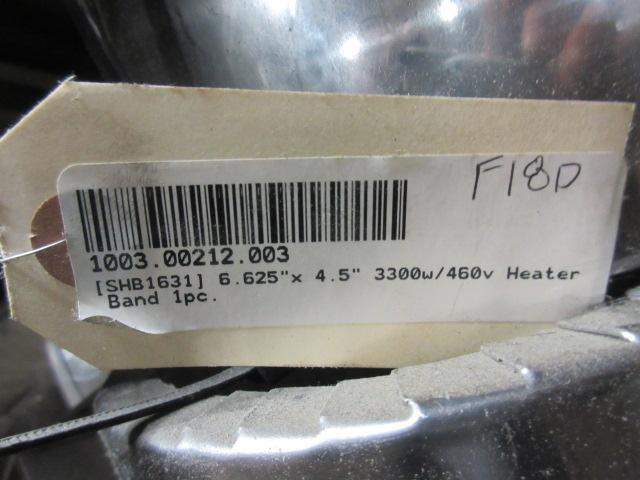 F18D
1003.00212.003
[SHB1631] 6.625"x 4.5" 3300w/460v Heater
Band 1pc.